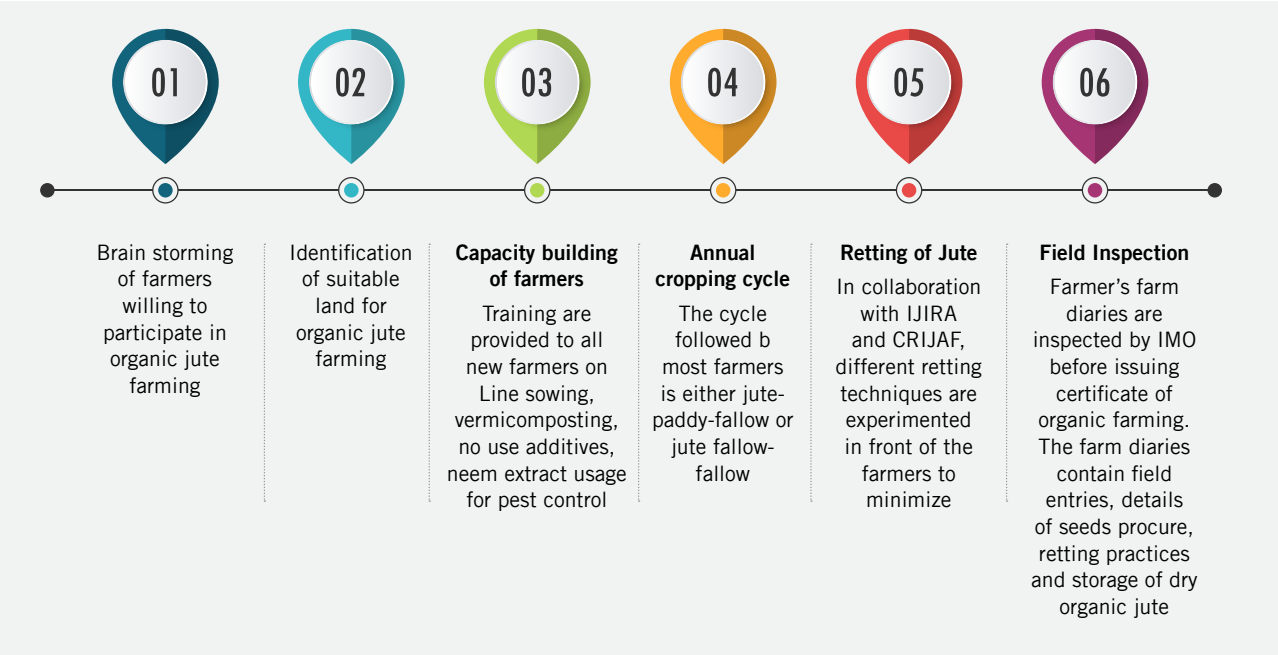 01
02
03
04
05
06
Brain storming
of farmers
willing to
participate in
organic jute
farming
Identification
of suitable
land for
organic jute
farming
Capacity building
of farmers
Training are
provided to all
new farmers on
Line sowing,
vermicomposting,
no use additives,
neem extract usage
for pest control
Annual
cropping cycle
The cycle
followed b
most farmers
is either jute-
paddy-fallow or
jute fallow-
fallow
Retting of Jute
In collaboration
with IJIRA
and CRIJAF,
different retting
techniques are
experimented
in front of the
farmers to
minimize
Field Inspection
Farmer’s farm
diaries are
inspected by IMO
before issuing
certificate of
organic farming.
The farm diaries
contain field
entries, details
of seeds procure,
retting practices
and storage of dry
organic jute